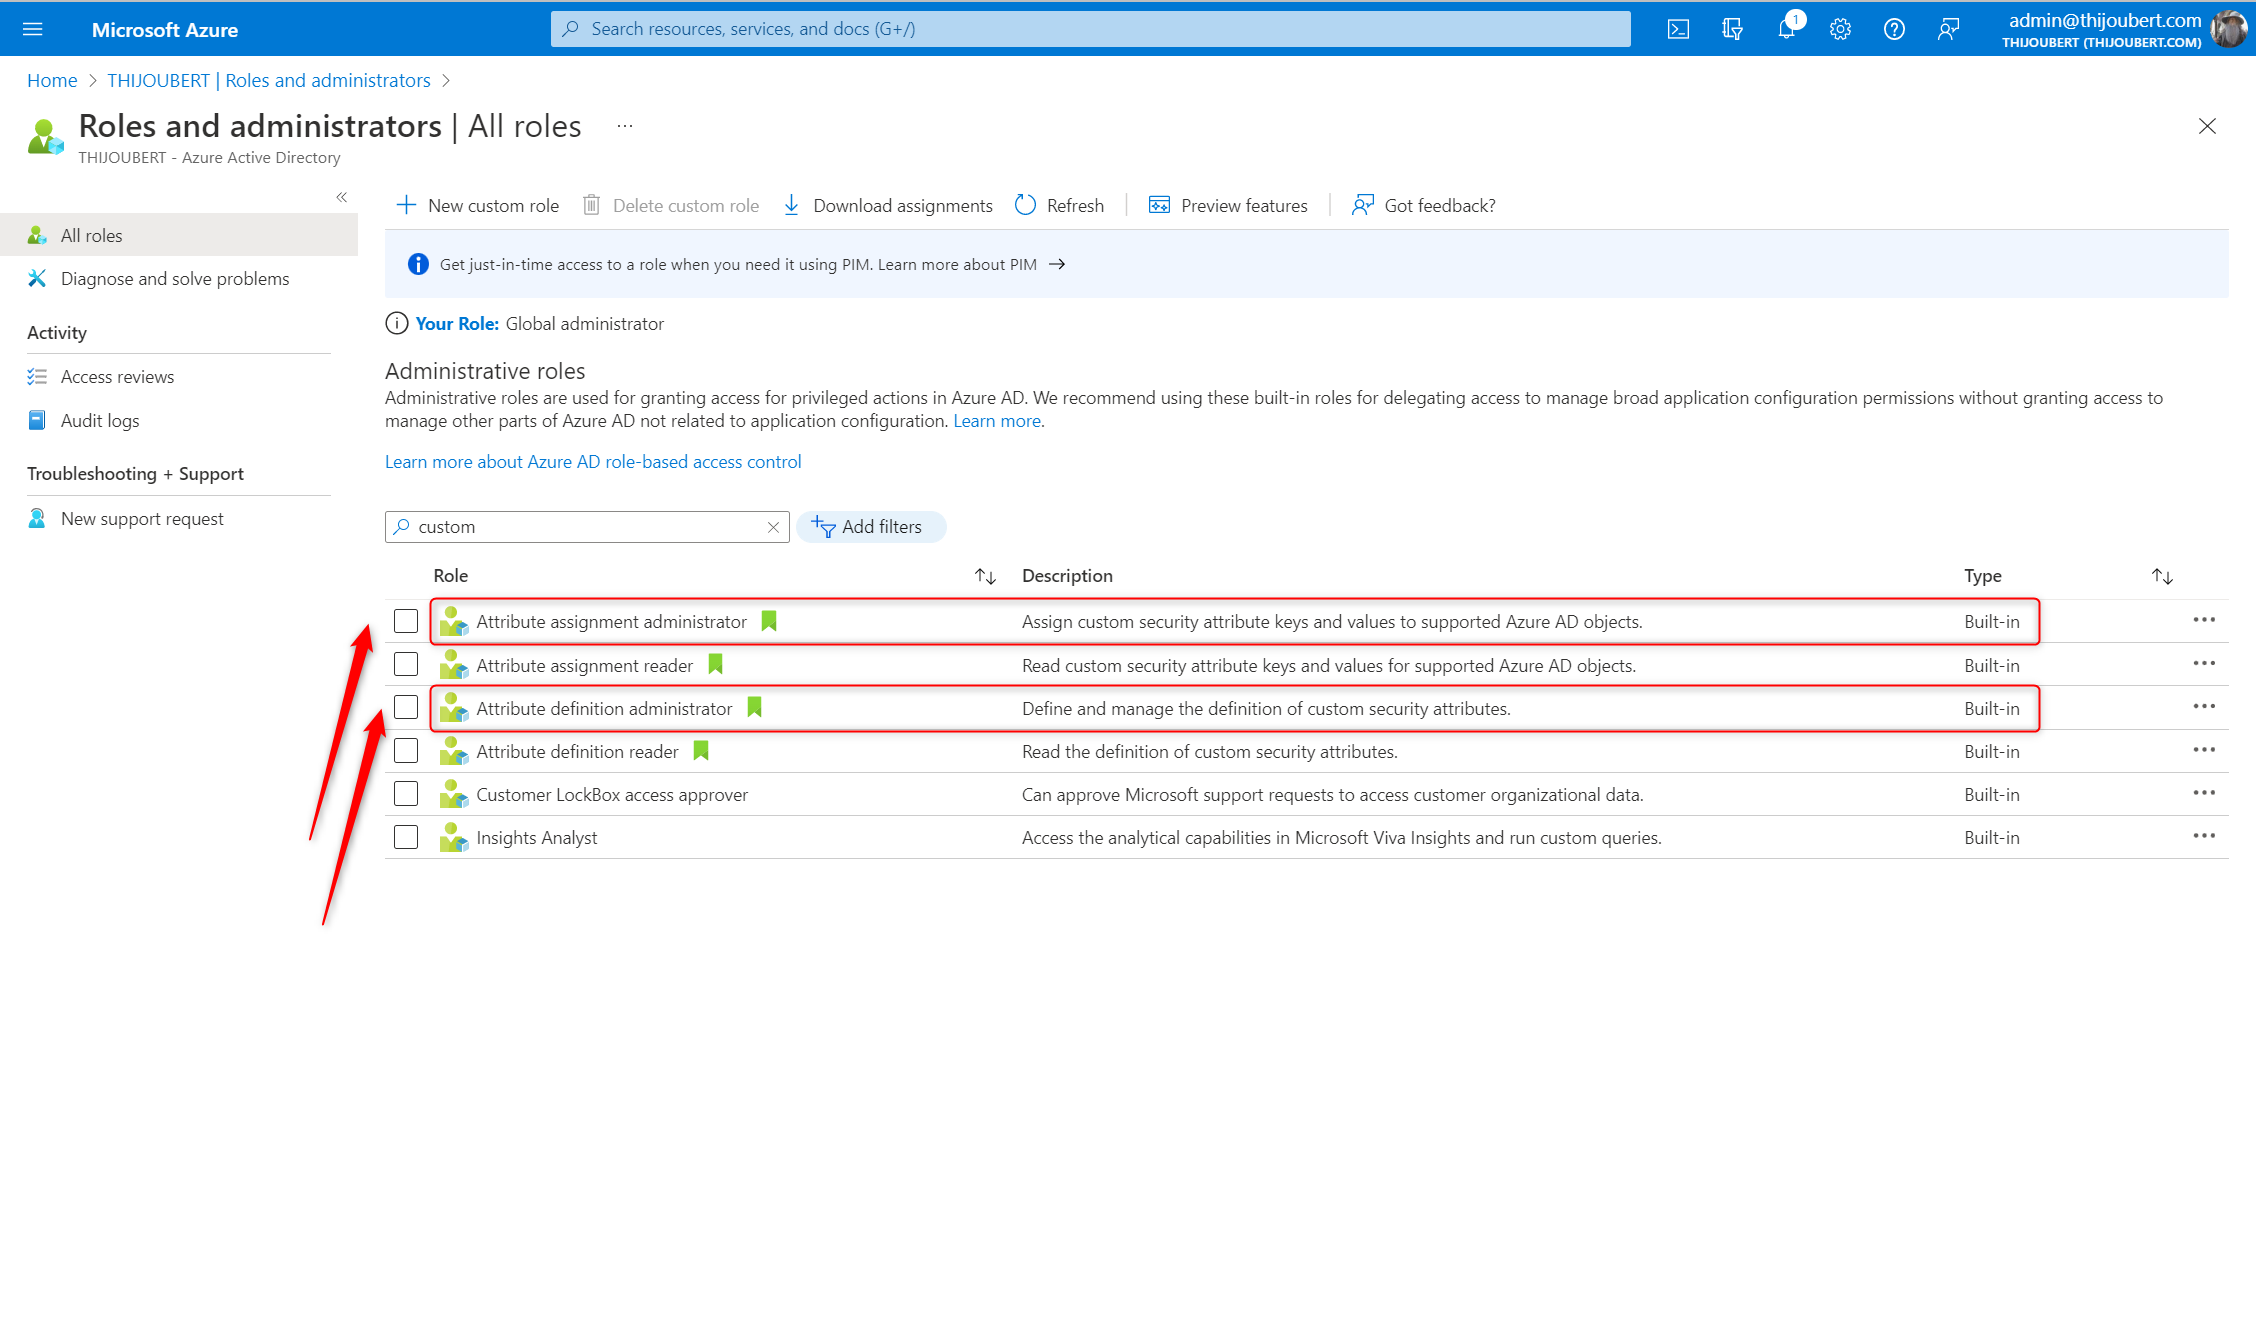 Microsoft Azure
Search resources, services, and docs (G+/)
1
admin@thijoubert.com
THIJOUBERT (THIJOUBERT.COM)
Home > THIJOUBERT | Roles and administrators >
Roles and administrators | All roles ...
THIJOUBERT - Azure Active Directory
All roles
Diagnose and solve problems
Activity
Access reviews
Audit logs
Troubleshooting + Support
New support request
New custom role Delete custom role Download assignments Refresh Preview features Got feedback?
Get just-in-time access to a role when you need it using PIM. Learn more about PIM →
Your Role: Global administrator
Administrative roles
Administrative roles are used for granting access for privileged actions in Azure AD. We recommend using these built-in roles for delegating access to manage broad application configuration permissions without granting access to
manage other parts of Azure AD not related to application configuration. Learn more.
Learn more about Azure AD role-based access control
custom Add filters
Role Description Type
Attribute assignment administrator Assign custom security attribute keys and values to supported Azure AD objects. Built-in
Attribute assignment reader Read custom security attribute keys and values for supported Azure AD objects. Built-in
Attribute definition administrator Define and manage the definition of custom security attributes. Built-in
Attribute definition reader Read the definition of custom security attributes. Built-in
Customer LockBox access approver Can approve Microsoft support requests to access customer organizational data. Built-in
Insights Analyst Access the analytical capabilities in Microsoft Viva Insights and run custom queries. Built-in